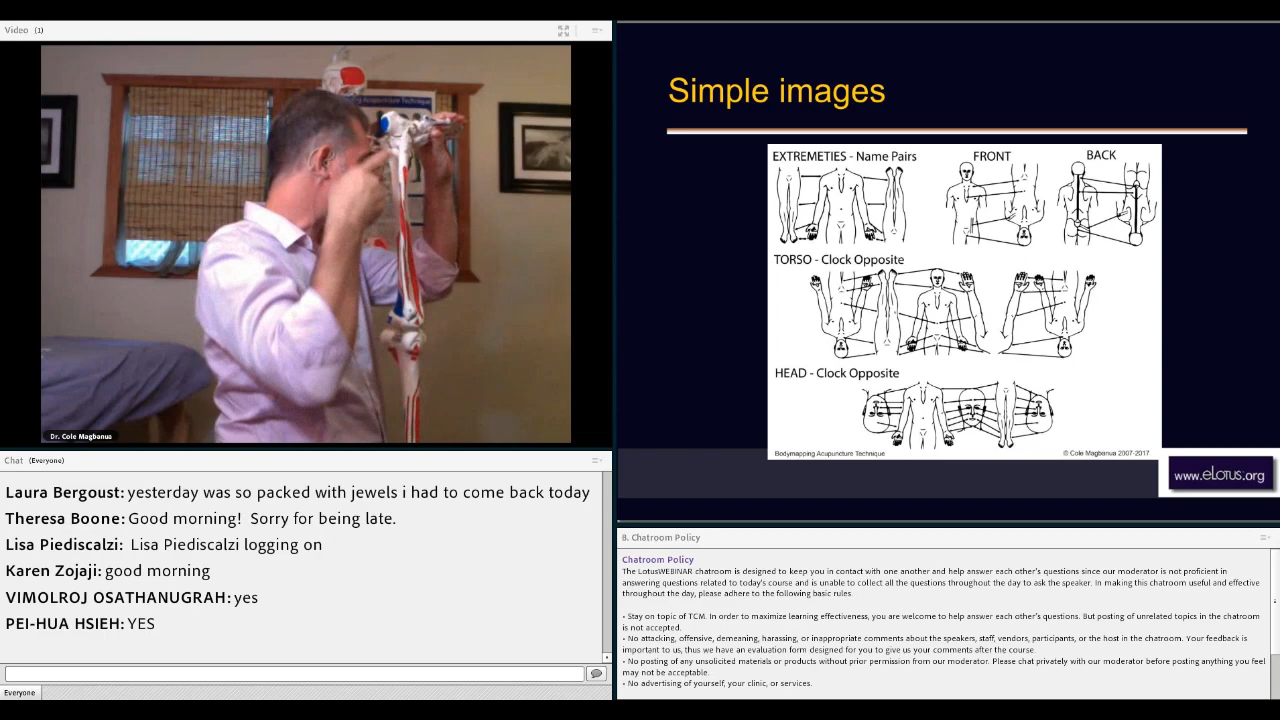 Video (1)
Acupuncture Technique
Dr. Cole Magbanua
Simple images
EXTREMETIES - Name Pairs
FRONT
BACK
TORSO - Clock Opposite
HEAD - Clock Opposite
Bodymapping Acupuncture Technique
© Cole Magbanua 2007-2017
www.eLotus.org
Chat (Everyone)
Laura Bergoust: yesterday was so packed with jewels i had to come back today
Theresa Boone: Good morning! Sorry for being late.
Lisa Piediscalzi: Lisa Piediscalzi logging on
Karen Zojaji: good morning
VIMOLROJ OSATHANUGRAH: yes
PEI-HUA HSIEH: YES
Everyone
B. Chatroom Policy
Chatroom Policy
The LotusWEBINAR chatroom is designed to keep you in contact with one another and help answer each other's questions since our moderator is not proficient in
answering questions related to today's course and is unable to collect all the questions throughout the day to ask the speaker. In making this chatroom useful and effective
throughout the day, please adhere to the following basic rules.
• Stay on topic of TCM. In order to maximize learning effectiveness, you are welcome to help answer each other's questions. But posting of unrelated topics in the chatroom
is not accepted.
• No attacking, offensive, demeaning, harassing, or inappropriate comments about the speakers, staff, vendors, participants, or the host in the chatroom. Your feedback is
important to us, thus we have an evaluation form designed for you to give us your comments after the course.
• No posting of any unsolicited materials or products without prior permission from our moderator. Please chat privately with our moderator before posting anything you feel
may not be acceptable.
• No advertising of yourself, your clinic, or services.